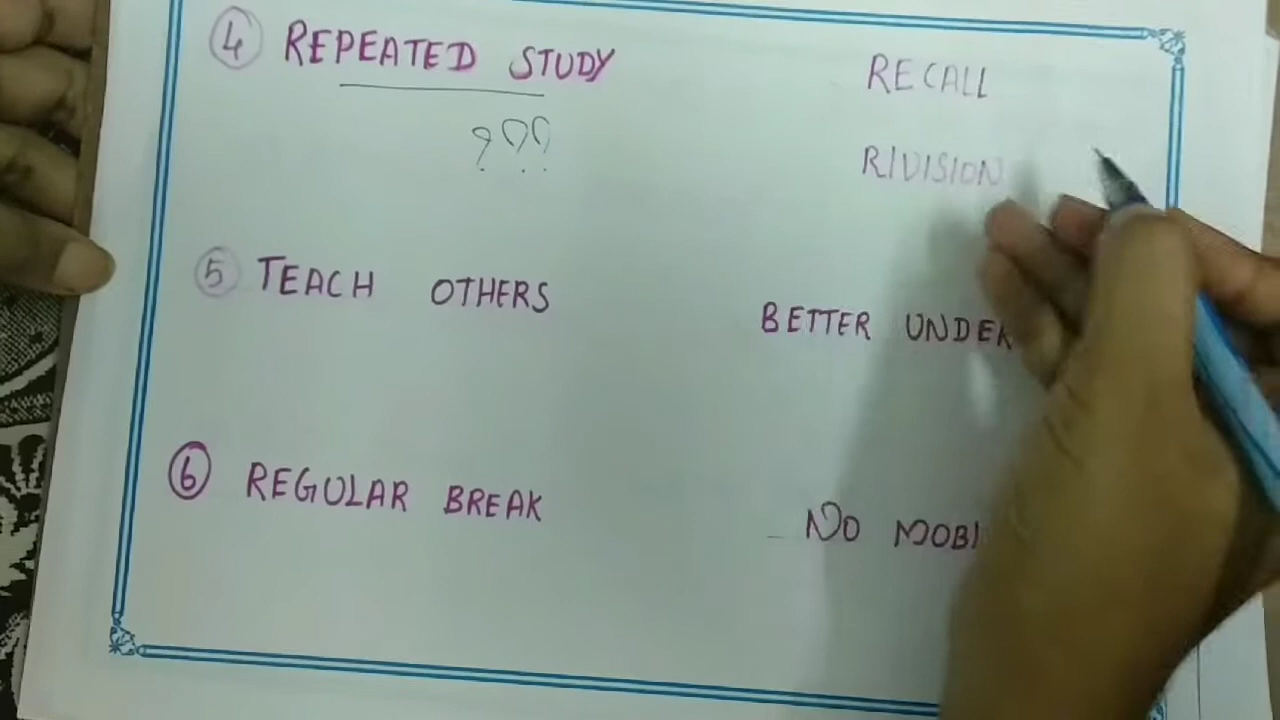 4 REPEATED STUDY
RECALL
???
RIVISION
5 TEACH OTHERS
BETTER UNDER
6 REGULAR BREAK
NO MOBI